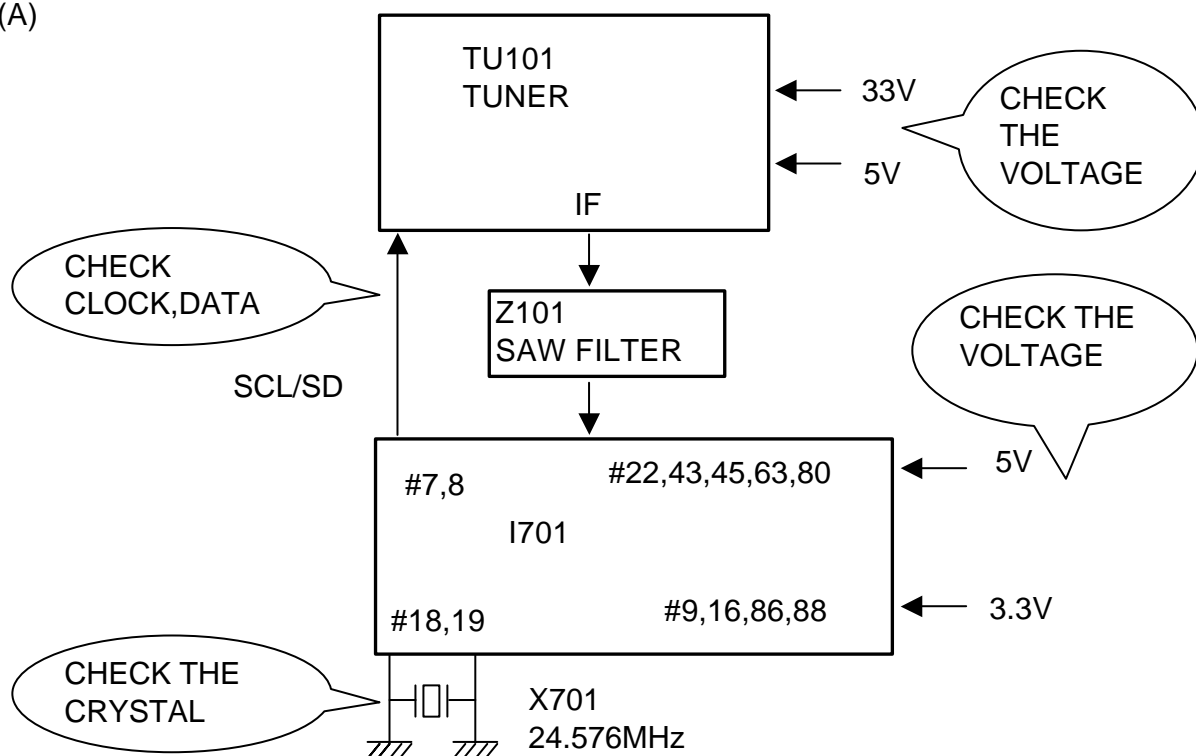 (A)
TU101
TUNER
33V
5V
IF
CHECK
THE
VOLTAGE
CHECK
CLOCK,DATA
SCL/SD
Z101
SAW FILTER
CHECK THE
VOLTAGE
#7,8
#22,43,45,63,80
5V
I701
#18,19
#9,16,86,88
3.3V
CHECK THE
CRYSTAL
X701
24.576MHz